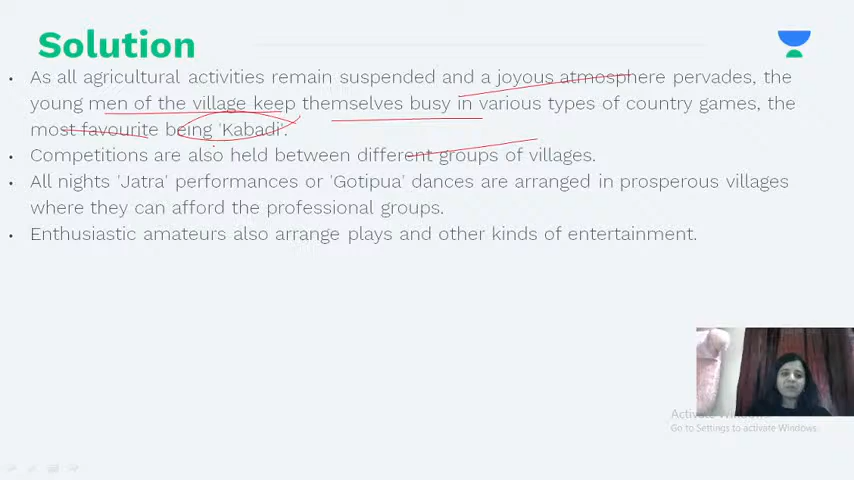 Solution
• As all agricultural activities remain suspended and a joyous atmosphere pervades, the
young men of the village keep themselves busy in various types of country games, the
most favourite being 'Kabadi'.
• Competitions are also held between different groups of villages.
• All nights 'Jatra' performances or 'Gotipua' dances are arranged in prosperous villages
where they can afford the professional groups.
• Enthusiastic amateurs also arrange plays and other kinds of entertainment.
Activate Windows
Go to Settings to activate Windows.